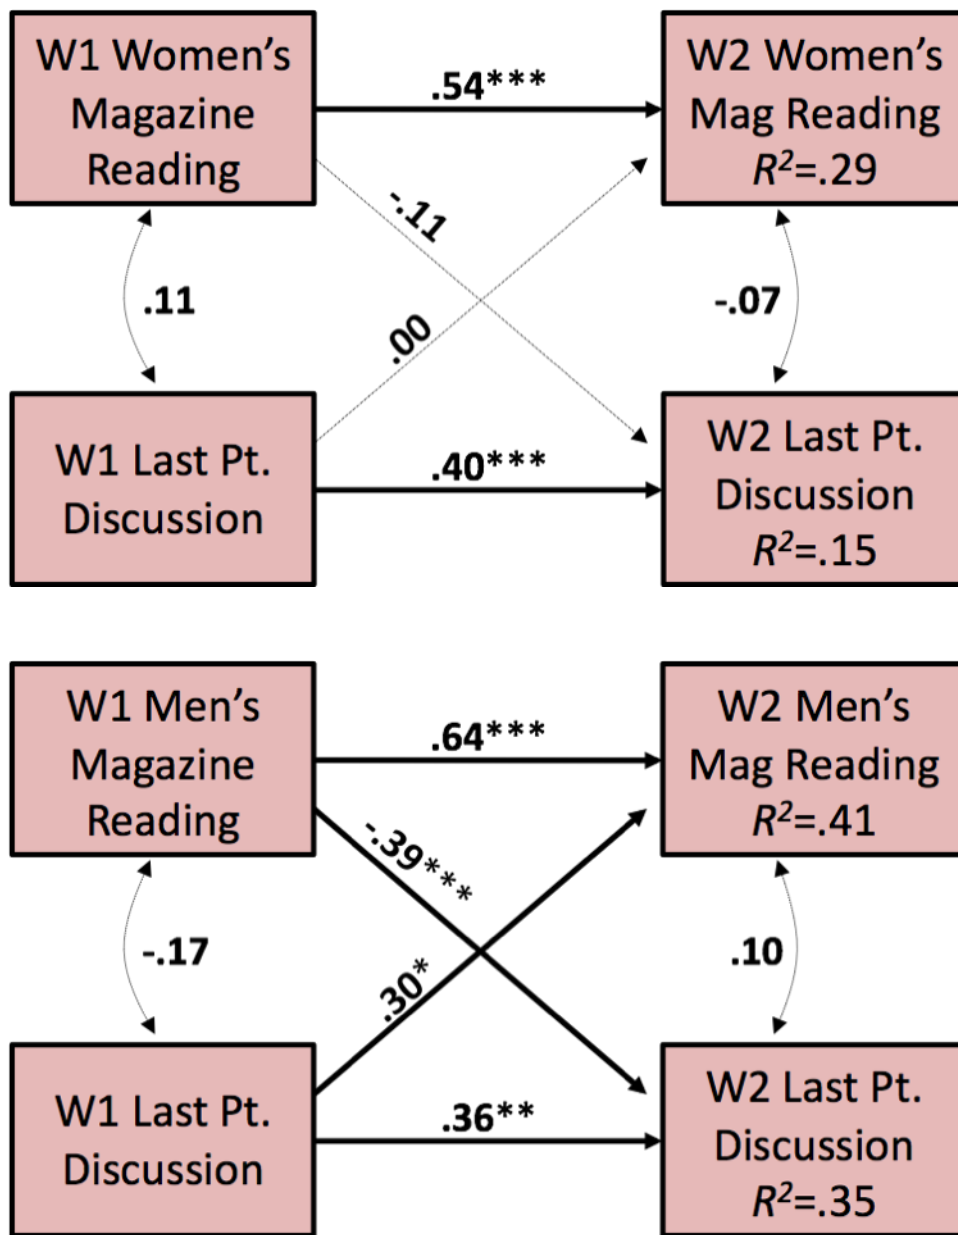 W1 Women’s
Magazine
Reading
.54***
W2 Women’s
Mag Reading
R²=.29
-.11
.11
.00
-.07
W1 Last Pt.
Discussion
.40***
W2 Last Pt.
Discussion
R²=.15
W1 Men’s
Magazine
Reading
.64***
W2 Men’s
Mag Reading
R²=.41
-.39***
-.17
.30*
.10
W1 Last Pt.
Discussion
.36**
W2 Last Pt.
Discussion
R²=.35